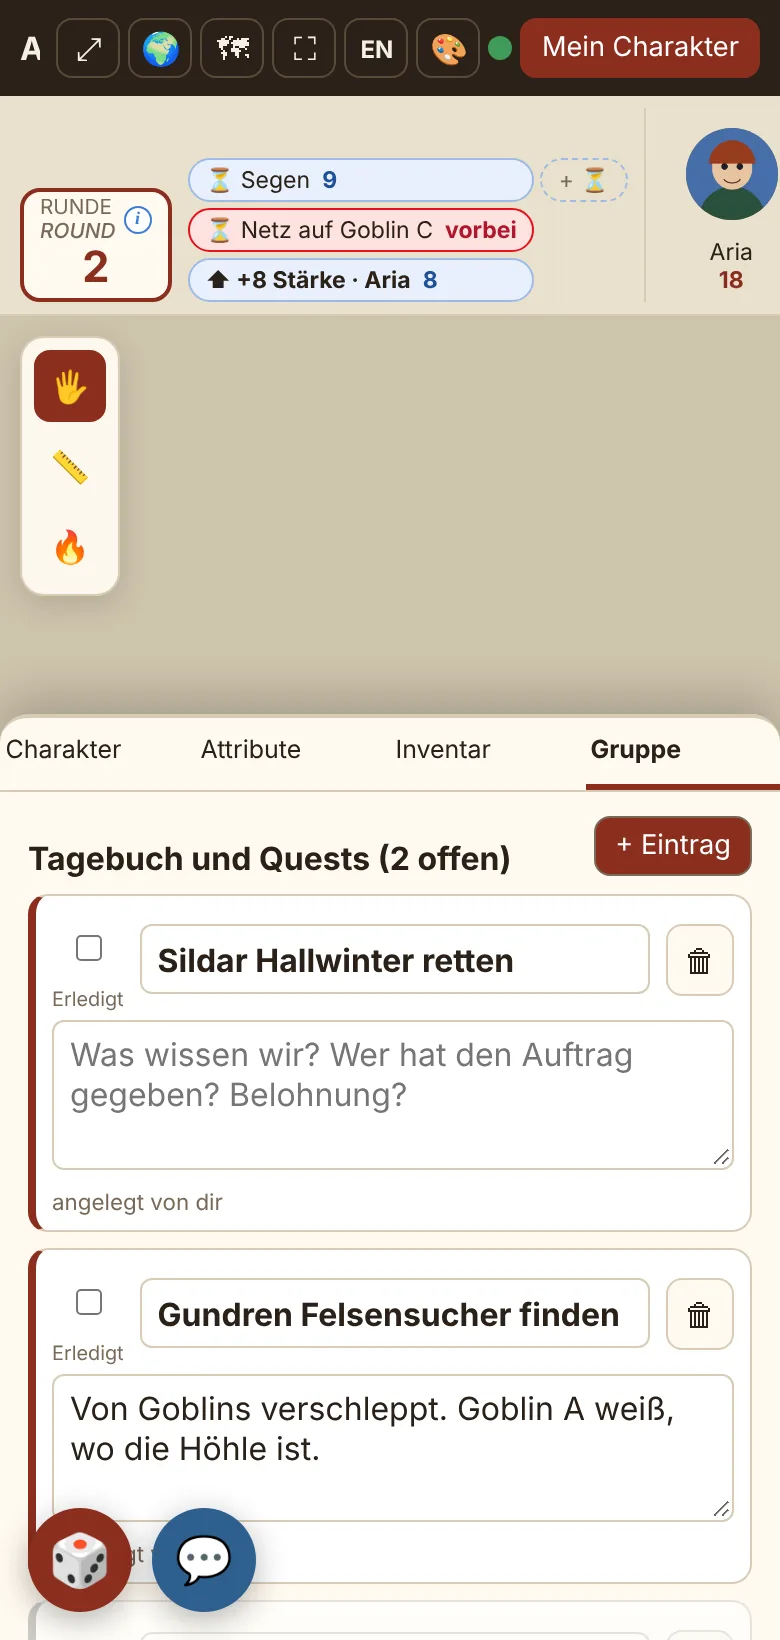 A
EN
Mein Charakter
RUNDE
ROUND
i
2
Segen 9
Netz auf Goblin C vorbei
+8 Stärke · Aria 8
+
Aria
18
Charakter
Attribute
Inventar
Gruppe
Tagebuch und Quests (2 offen)
+ Eintrag
Sildar Hallwinter retten
Erledigt
Was wissen wir? Wer hat den Auftrag
gegeben? Belohnung?
angelegt von dir
Gundren Felsensucher finden
Erledigt
Von Goblins verschleppt. Goblin A weiß,
wo die Höhle ist.